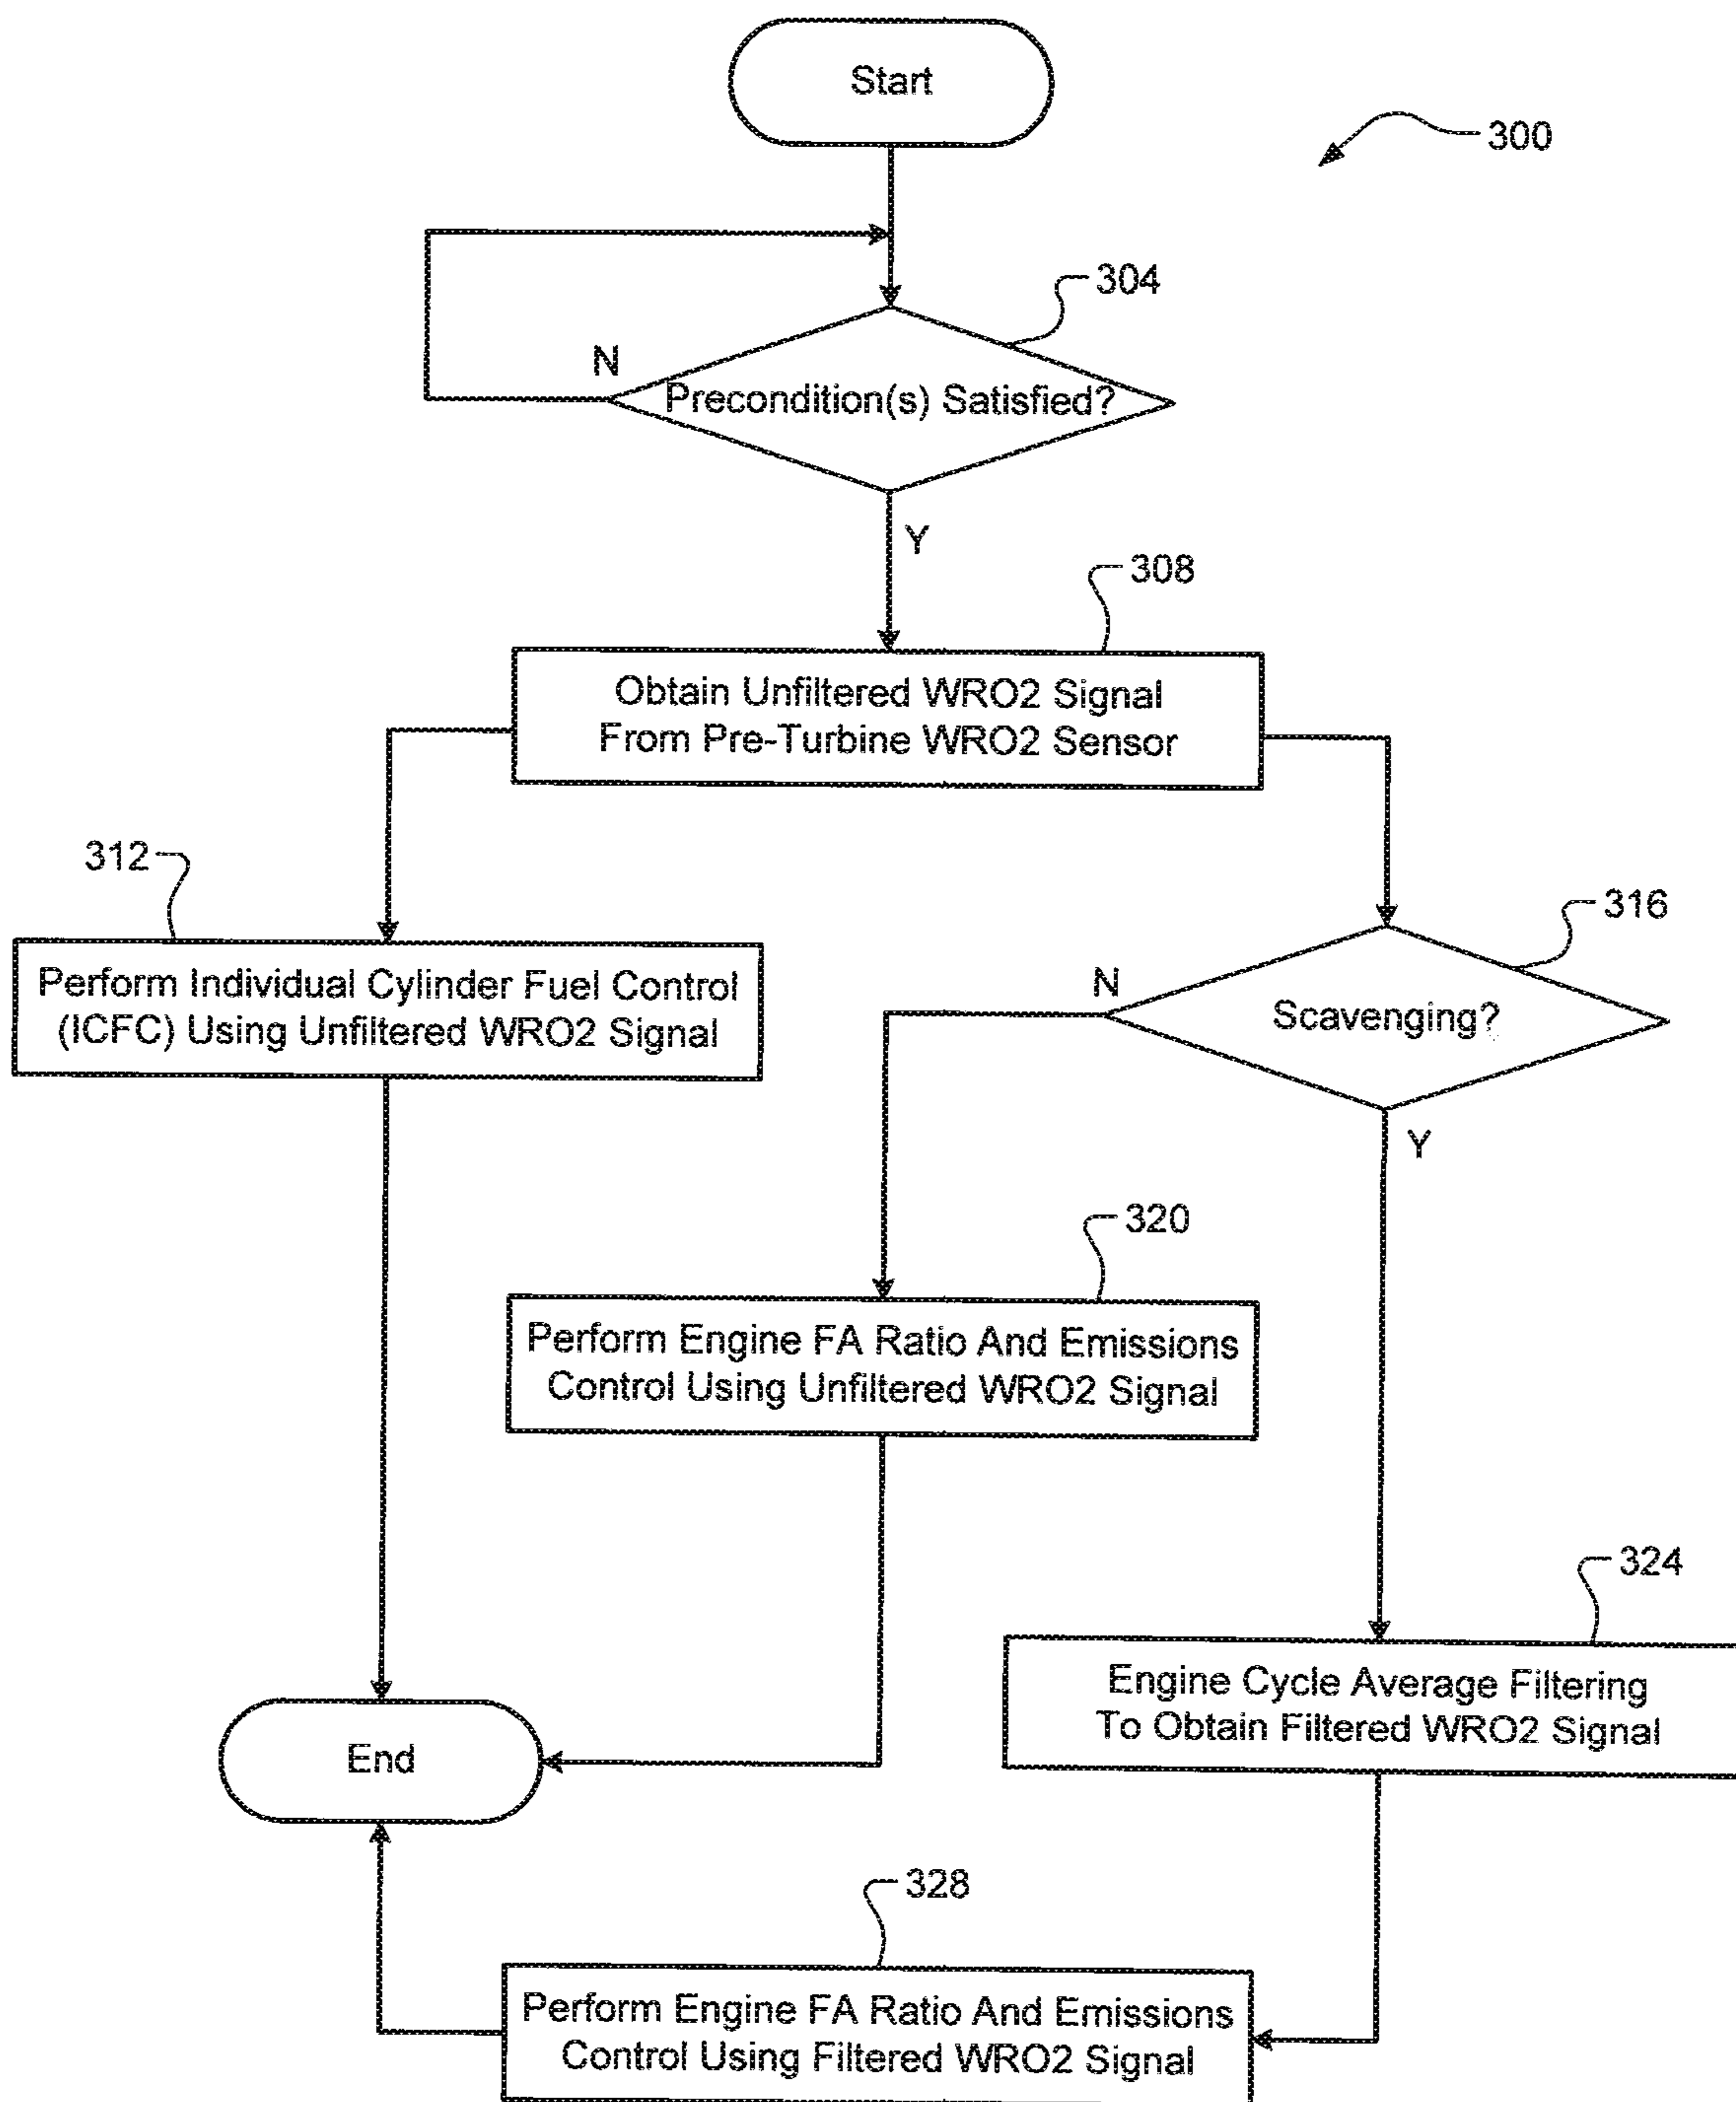 Start
300
304
N
Precondition(s) Satisfied?
Y
308
Obtain Unfiltered WRO2 Signal
From Pre-Turbine WRO2 Sensor
312
Perform Individual Cylinder Fuel Control
(ICFC) Using Unfiltered WRO2 Signal
316
N
Scavenging?
Y
320
Perform Engine FA Ratio And Emissions
Control Using Unfiltered WRO2 Signal
324
Engine Cycle Average Filtering
To Obtain Filtered WRO2 Signal
End
328
Perform Engine FA Ratio And Emissions
Control Using Filtered WRO2 Signal